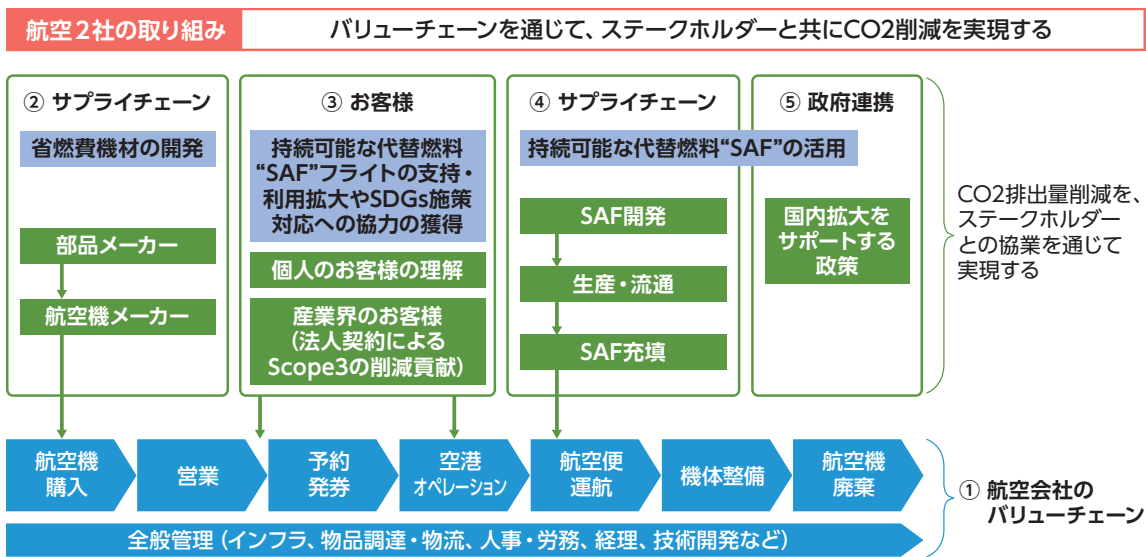 航空2社の取り組み
バリューチェーンを通じて、ステークホルダーと共にCO2削減を実現する
② サプライチェーン
省燃費機材の開発
部品メーカー
航空機メーカー
③ お客様
持続可能な代替燃料
“SAF”フライトの支持・
利用拡大やSDGs施策
対応への協力の獲得
個人のお客様の理解
産業界のお客様
(法人契約による
Scope3の削減貢献)
④ サプライチェーン
⑤ 政府連携
持続可能な代替燃料“SAF”の活用
SAF開発
生産・流通
SAF充填
国内拡大を
サポートする
政策
CO2排出量削減を、
ステークホルダー
との協業を通じて
実現する
航空機
購入
営業
予約
発券
空港
オペレーション
航空便
運航
機体整備
航空機
廃棄
全般管理(インフラ、物品調達・物流、人事・労務、経理、技術開発など)
① 航空会社の
バリューチェーン